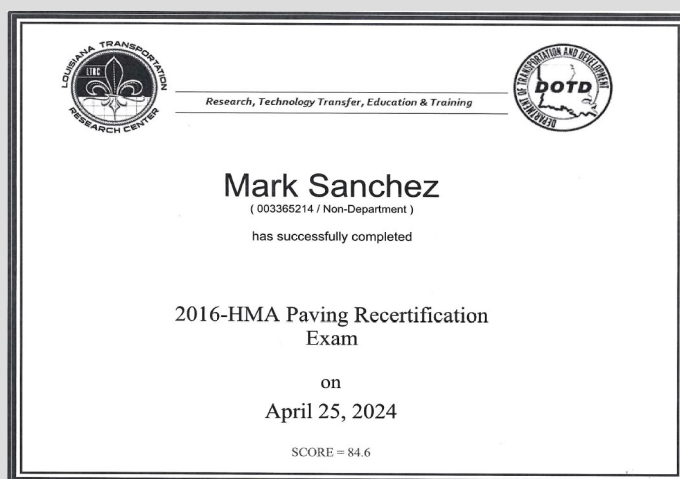 LOUISIANA TRANSPORTATION
LTRC
RESEARCH CENTER
Research, Technology Transfer, Education & Training
DEPARTMENT OF TRANSPORTATION AND DEVELOPMENT
DOTD
Mark Sanchez
( 003365214 / Non-Department )
has successfully completed
2016-HMA Paving Recertification
Exam
on
April 25, 2024
SCORE = 84.6